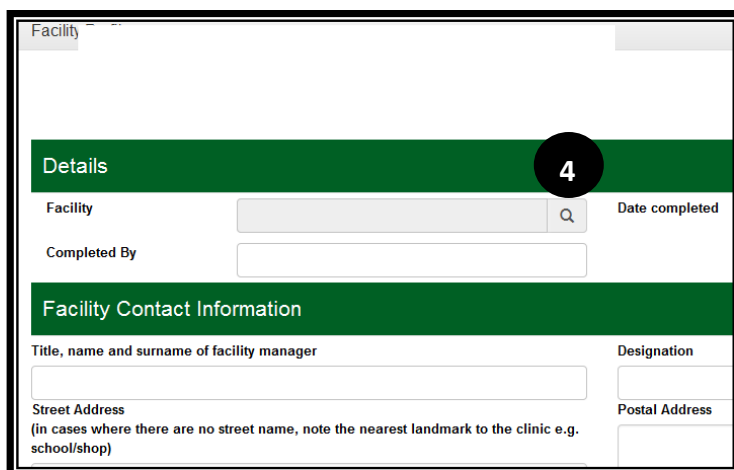 Facility
Details
4
Facility
Date completed
Completed By
Facility Contact Information
Title, name and surname of facility manager
Designation
Street Address
(in cases where there are no street name, note the nearest landmark to the clinic e.g.
school/shop)
Postal Address